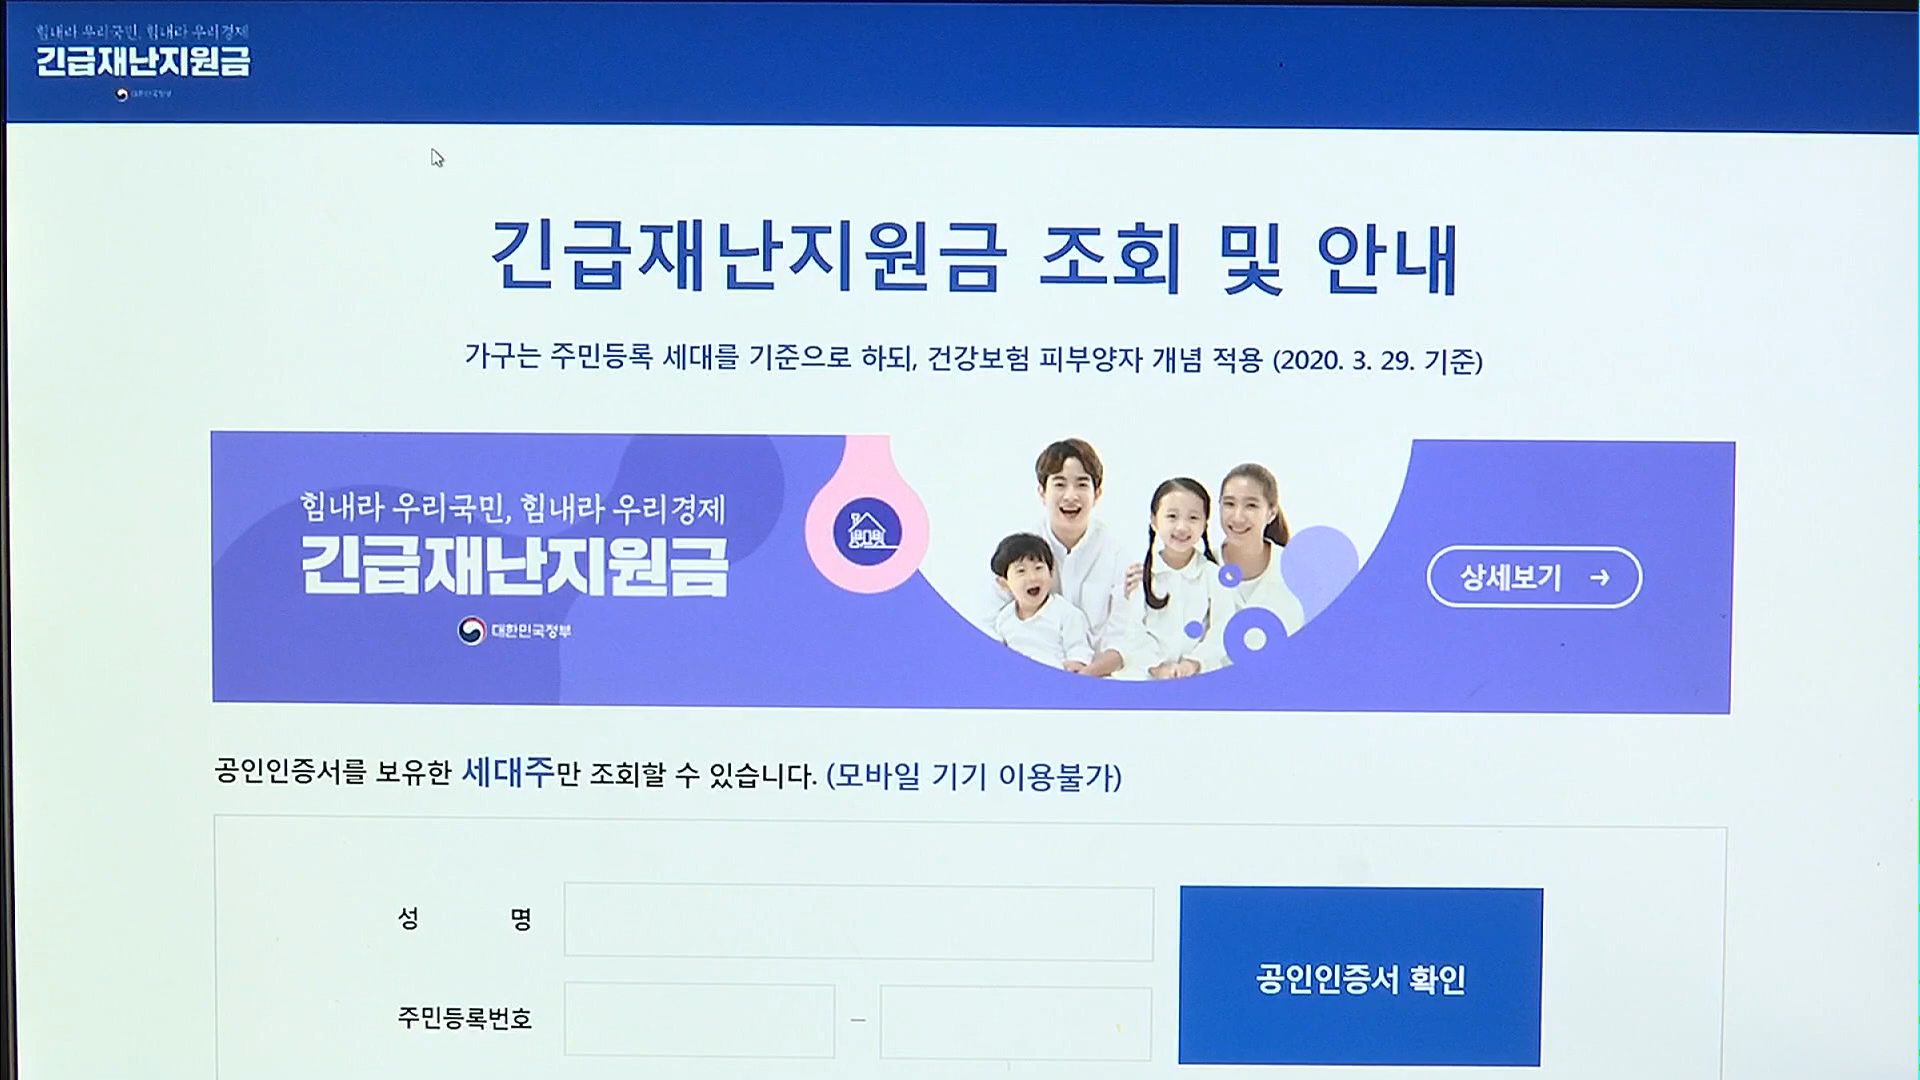 힘내라 우리국민, 힘내라 우리경제
긴급재난지원금
대한민국정부
긴급재난지원금 조회 및 안내
가구는 주민등록 세대를 기준으로 하되, 건강보험 피부양자 개념 적용 (2020. 3. 29. 기준)
힘내라 우리국민, 힘내라 우리경제
긴급재난지원금
대한민국정부
상세보기 →
공인인증서를 보유한 세대주만 조회할 수 있습니다. (모바일 기기 이용불가)
성 명
공인인증서 확인
주민등록번호 –